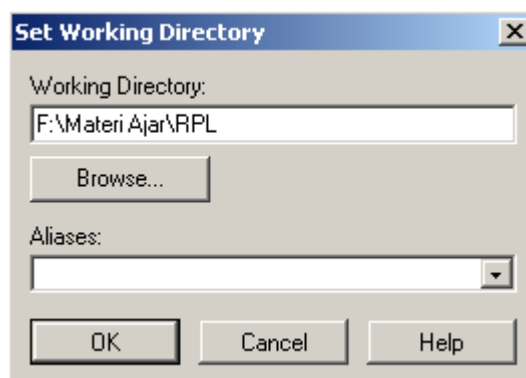 Set Working Directory
Working Directory:
F:\Materi Ajar\RPL
Browse...
Aliases:
OK Cancel Help